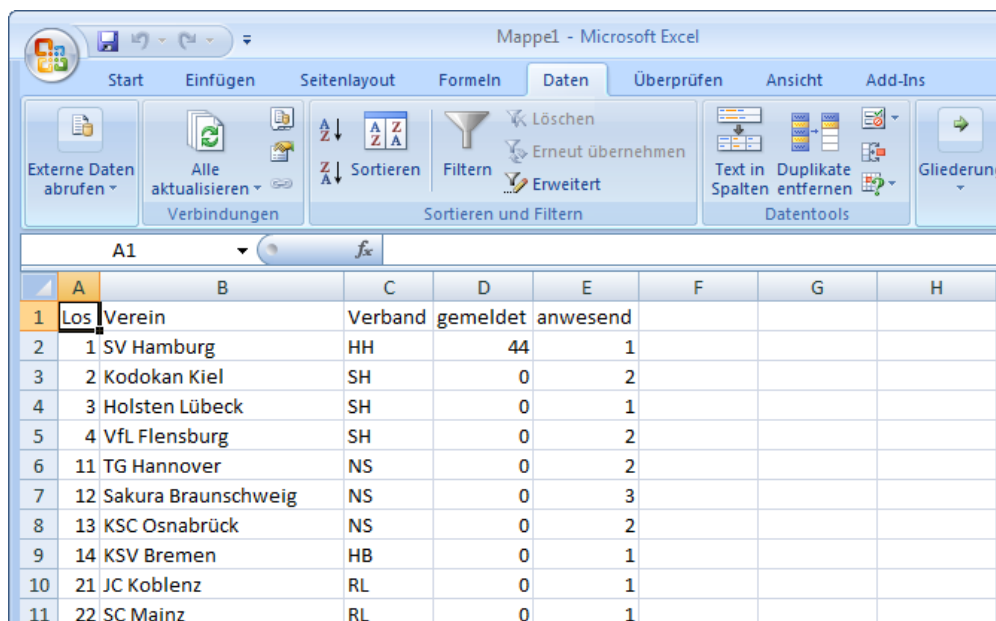 Mappe1 - Microsoft Excel
Start Einfügen Seitenlayout Formeln Daten Überprüfen Ansicht Add-Ins
Externe Daten abrufen
Alle aktualisieren
Verbindungen
A Z
Z A
A Z Z A
Sortieren
Filtern
Löschen
Erneut übernehmen
Erweitert
Sortieren und Filtern
Text in Spalten
Duplikate entfernen
Datentools
Gliederun
A1 fx
A B C D E F G H
1 Los Verein Verband gemeldet anwesend
2 1 SV Hamburg HH 44 1
3 2 Kodokan Kiel SH 0 2
4 3 Holsten Lübeck SH 0 1
5 4 VfL Flensburg SH 0 2
6 11 TG Hannover NS 0 2
7 12 Sakura Braunschweig NS 0 3
8 13 KSC Osnabrück NS 0 2
9 14 KSV Bremen HB 0 1
10 21 JC Koblenz RL 0 1
11 22 SC Mainz RL 0 1